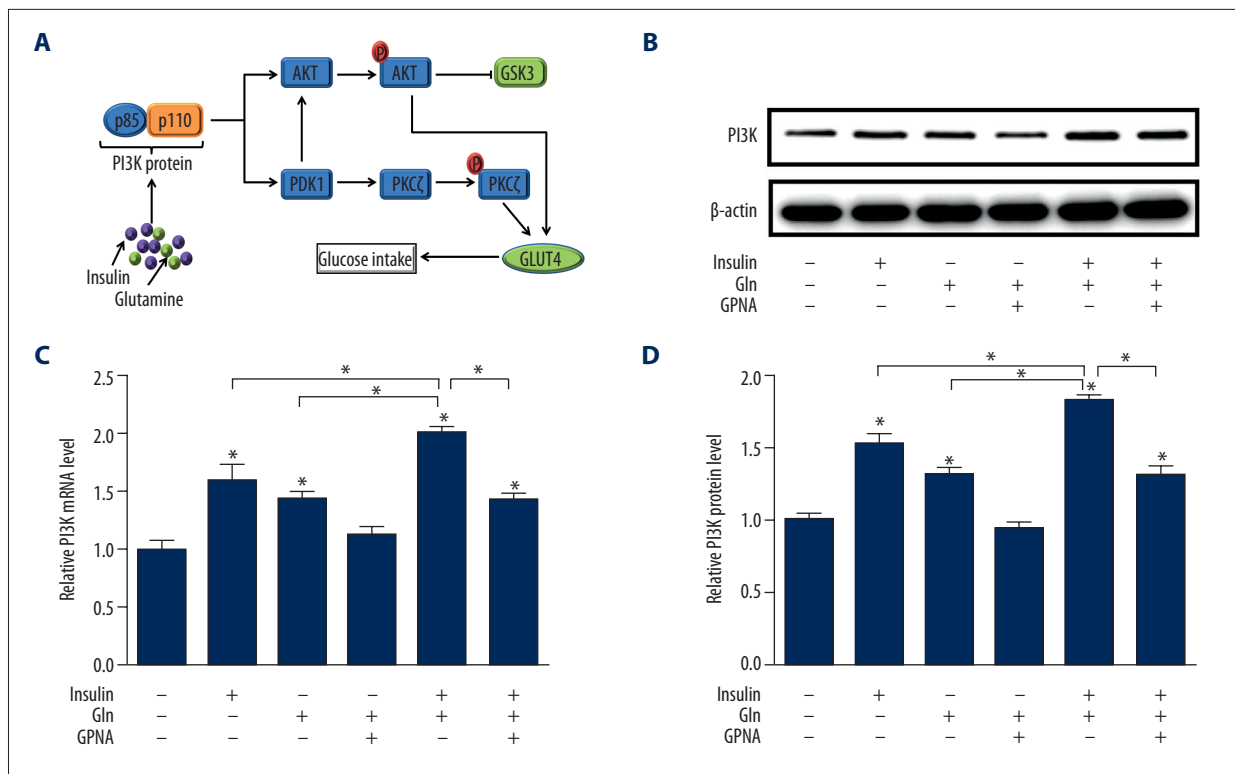 A
P
AKT
AKT
GSK3
p85 p110
PI3K protein
P
PDK1
PKCζ
PKCζ
Insulin
Glutamine
Glucose intake
GLUT4
B
PI3K
β-actin
Insulin – + – – + +
Gln – – + + + +
GPNA – – – + – +
C
Relative PI3K mRNA level
2.5
2.0
1.5
1.0
0.5
0.0
*
*
*
*
*
*
*
Insulin – + – – + +
Gln – – + + + +
GPNA – – – + – +
D
Relative PI3K protein level
2.0
1.5
1.0
0.5
0.0
*
*
*
*
*
*
*
Insulin – + – – + +
Gln – – + + + +
GPNA – – – + – +